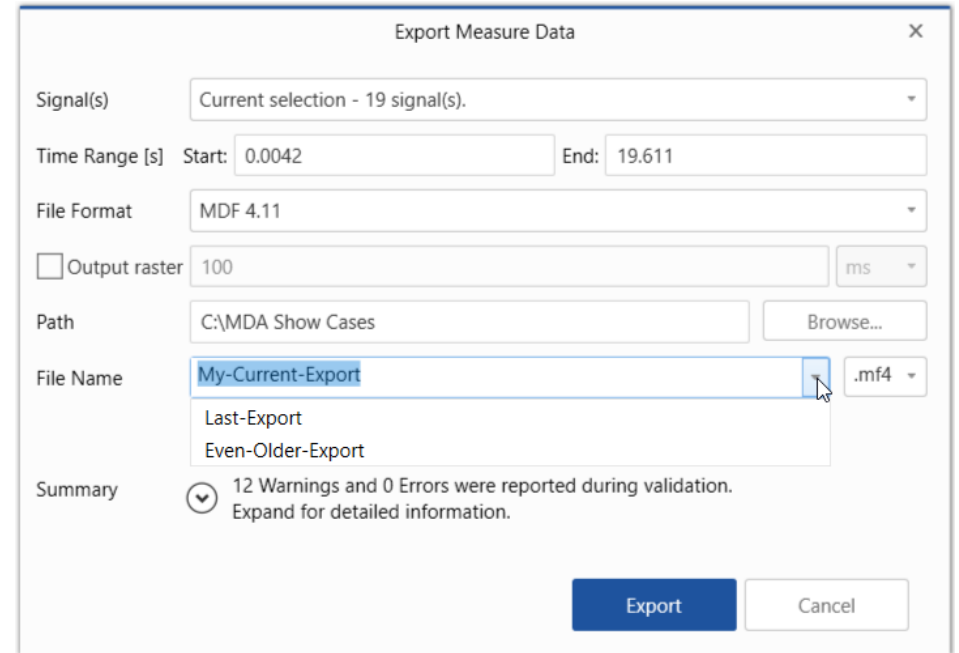 Export Measure Data
Signal(s) Current selection - 19 signal(s).
Time Range [s] Start: 0.0042 End: 19.611
File Format MDF 4.11
Output raster 100 ms
Path C:\MDA Show Cases Browse...
File Name My-Current-Export .mf4
Last-Export
Even-Older-Export
Summary 12 Warnings and 0 Errors were reported during validation.
Expand for detailed information.
Export Cancel